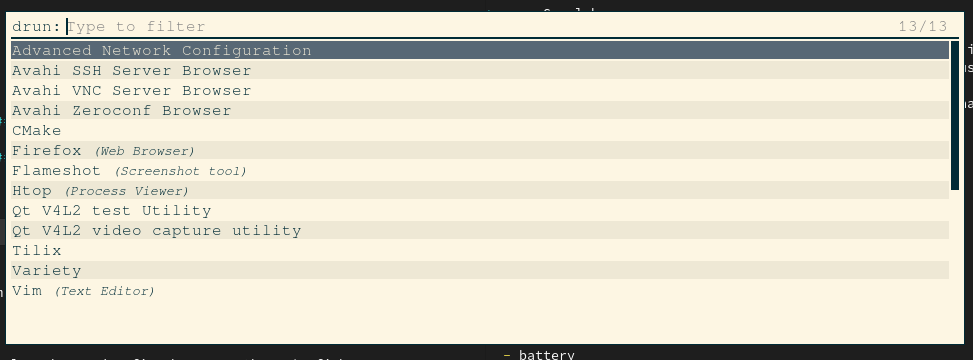 drun: Type to filter 13/13
Advanced Network Configuration
Avahi SSH Server Browser
Avahi VNC Server Browser
Avahi Zeroconf Browser
CMake
Firefox (Web Browser)
Flameshot (Screenshot tool)
Htop (Process Viewer)
Qt V4L2 test Utility
Qt V4L2 video capture utility
Tilix
Variety
Vim (Text Editor)
- battery